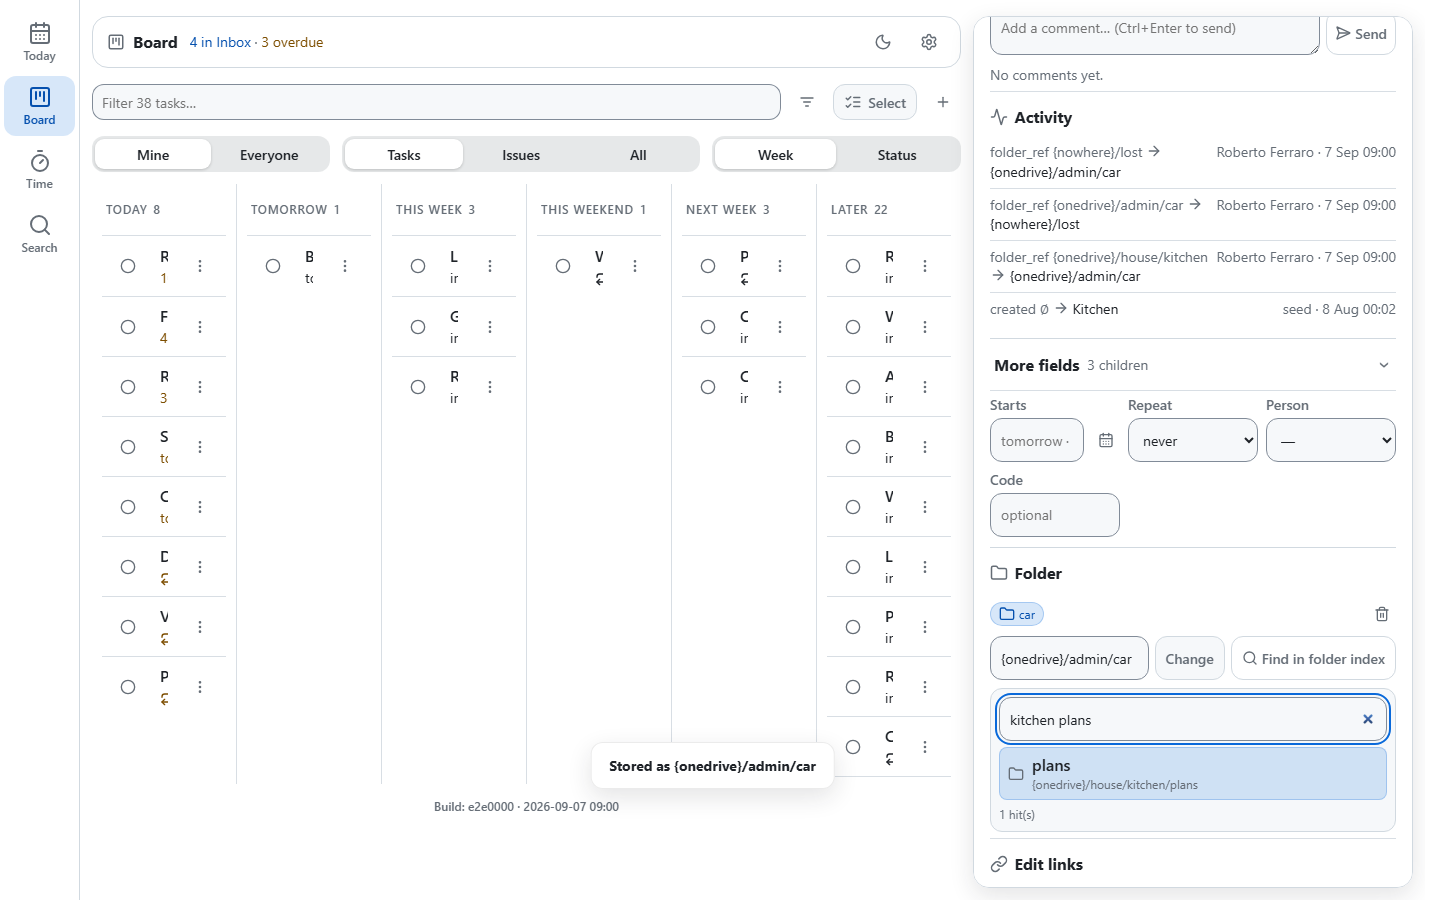 Today
Board
Time
Search
Board 4 in Inbox · 3 overdue
Filter 38 tasks...
Select
Mine Everyone
Tasks Issues All
Week Status
TODAY 8
R
1
F
4
R
3
S
C
D
V
P
TOMORROW 1
B
THIS WEEK 3
L
G
R
THIS WEEKEND 1
V
NEXT WEEK 3
P
C
C
LATER 22
R
V
A
B
V
L
P
R
C
Stored as {onedrive}/admin/car
Build: e2e0000 · 2026-09-07 09:00
Add a comment... (Ctrl+Enter to send)
Send
No comments yet.
Activity
folder_ref {nowhere}/lost → Roberto Ferraro · 7 Sep 09:00
{onedrive}/admin/car
folder_ref {onedrive}/admin/car → Roberto Ferraro · 7 Sep 09:00
{nowhere}/lost
folder_ref {onedrive}/house/kitchen Roberto Ferraro · 7 Sep 09:00
→ {onedrive}/admin/car
created ∅ → Kitchen seed · 8 Aug 00:02
More fields 3 children
Starts Repeat Person
tomorrow · never —
Code
optional
Folder
car
{onedrive}/admin/car Change Find in folder index
kitchen plans
plans
{onedrive}/house/kitchen/plans
1 hit(s)
Edit links